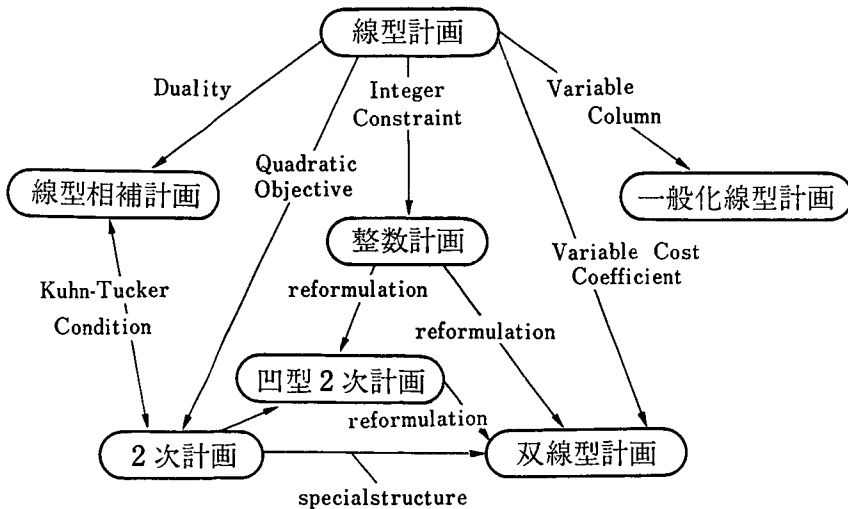 線型計画
Duality
Integer
Constraint
Variable
Column
Quadratic
Objective
線型相補計画
一般化線型計画
整数計画
Variable Cost
Coefficient
Kuhn-Tucker
Condition
reformulation
reformulation
凹型2次計画
reformulation
2次計画
双線型計画
specialstructure